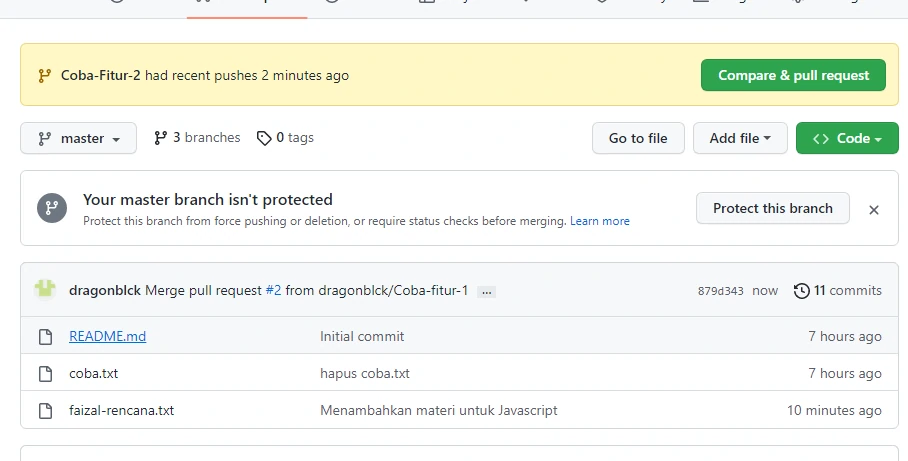 Coba-Fitur-2 had recent pushes 2 minutes ago
Compare & pull request
master
3 branches
0 tags
Go to file
Add file
Code
Your master branch isn't protected
Protect this branch from force pushing or deletion, or require status checks before merging. Learn more
Protect this branch
dragonblck Merge pull request #2 from dragonblck/Coba-fitur-1 ...
879d343 now
11 commits
README.md Initial commit 7 hours ago
coba.txt hapus coba.txt 7 hours ago
faizal-rencana.txt Menambahkan materi untuk Javascript 10 minutes ago